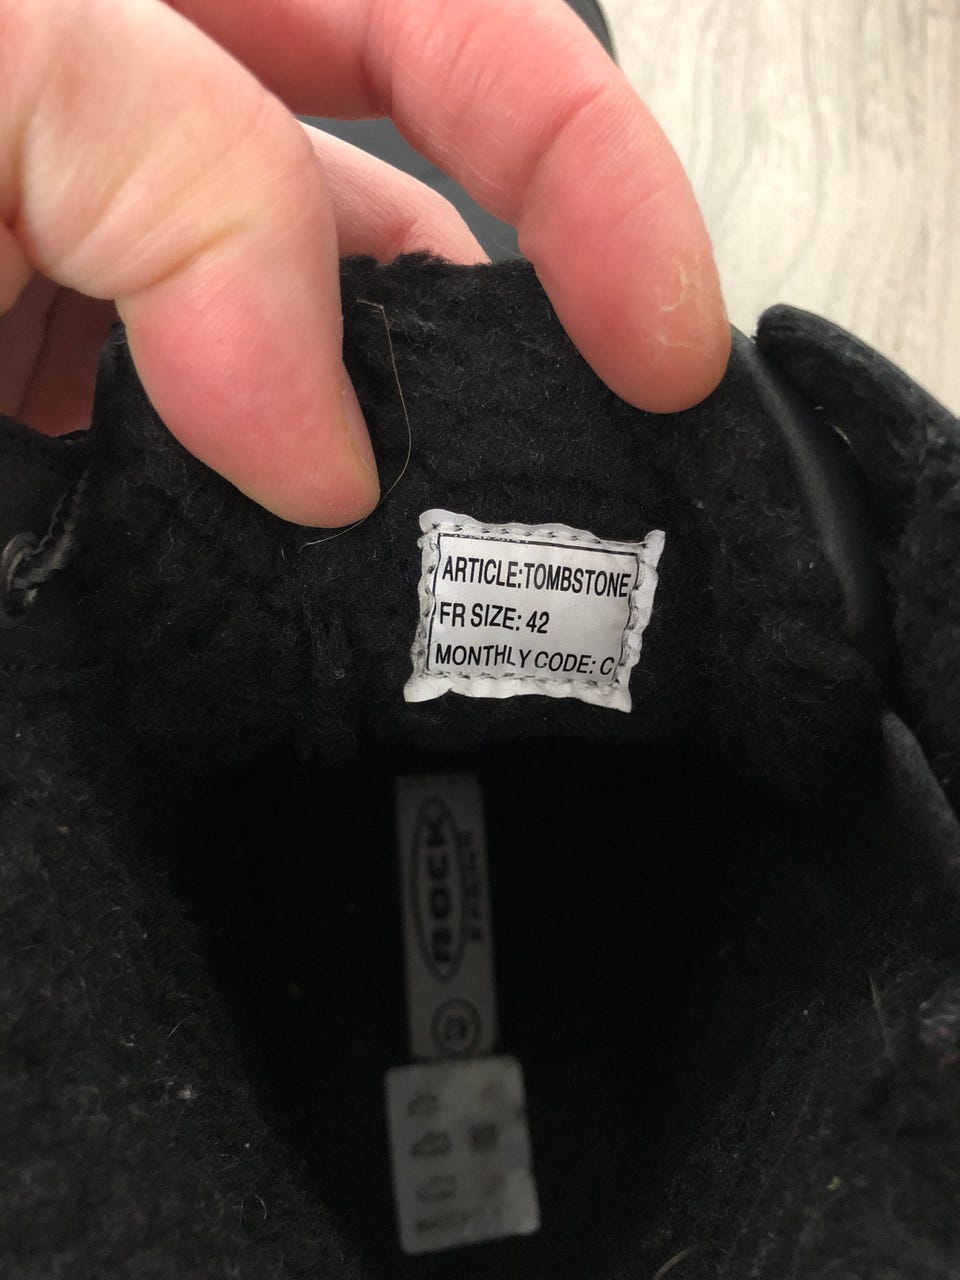 ARTICLE:TOMBSTONE
FR SIZE: 42
MONTHLY CODE: C
ROCK